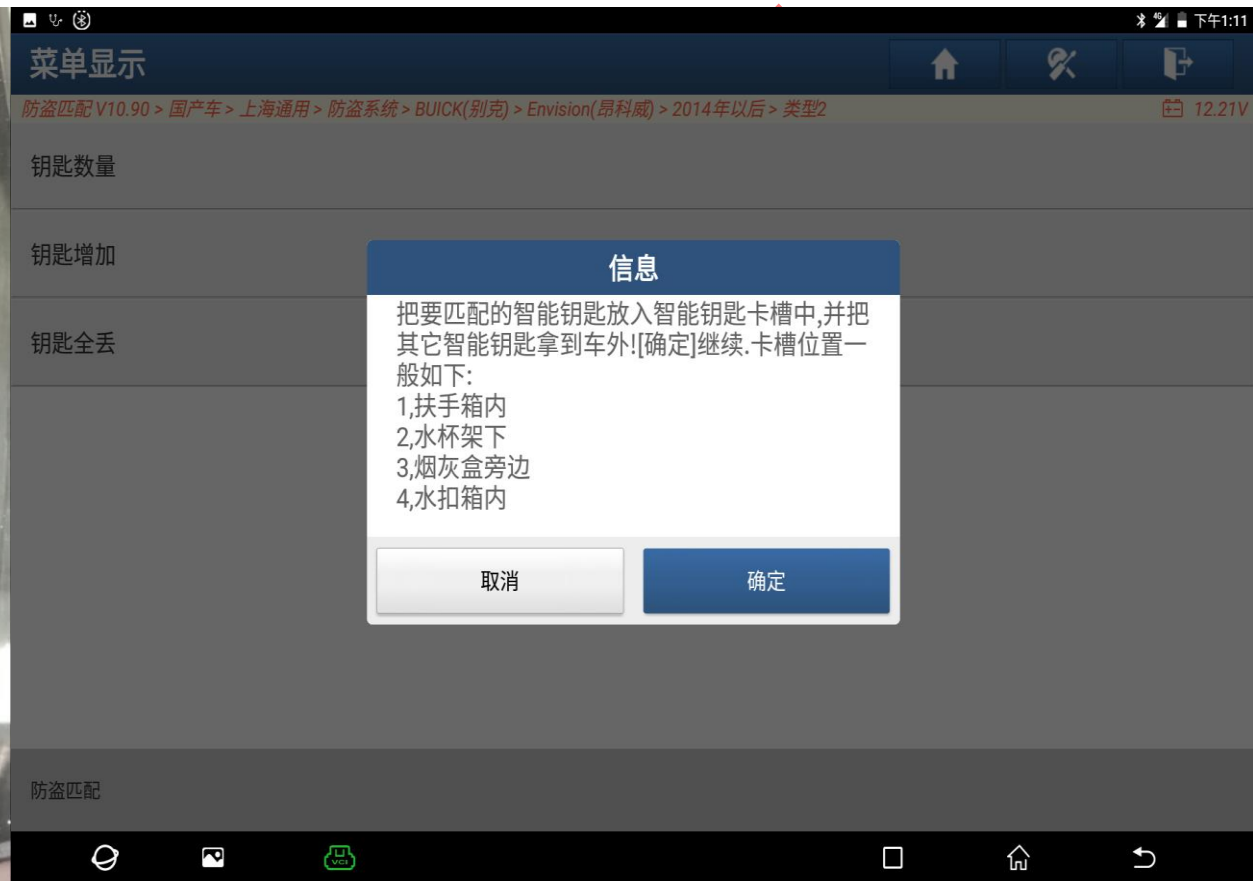 4G 下午1:11
菜单显示
防盗匹配 V10.90 > 国产车 > 上海通用 > 防盗系统 > BUICK(别克) > Envision(昂科威) > 2014年以后 > 类型2 12.21V
钥匙数量
钥匙增加
钥匙全丢
信息
把要匹配的智能钥匙放入智能钥匙卡槽中,并把
其它智能钥匙拿到车外![确定]继续.卡槽位置一
般如下:
1,扶手箱内
2,水杯架下
3,烟灰盒旁边
4,水扣箱内
取消 确定
防盗匹配
VCI